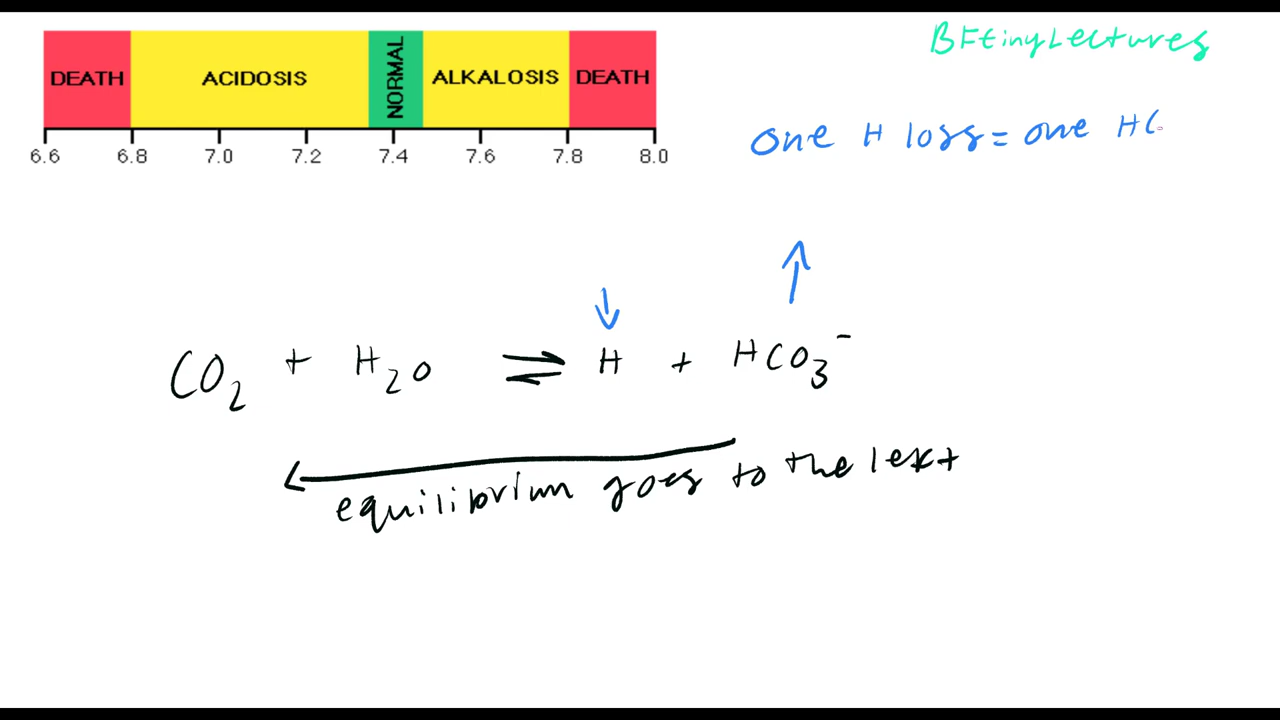 DEATH ACIDOSIS NORMAL ALKALOSIS DEATH
6.6 6.8 7.0 7.2 7.4 7.6 7.8 8.0
BFtinyLectures
one H loss = one HC
CO2 + H2O ⇌ H + HCO3-
equilibrium goes to the left